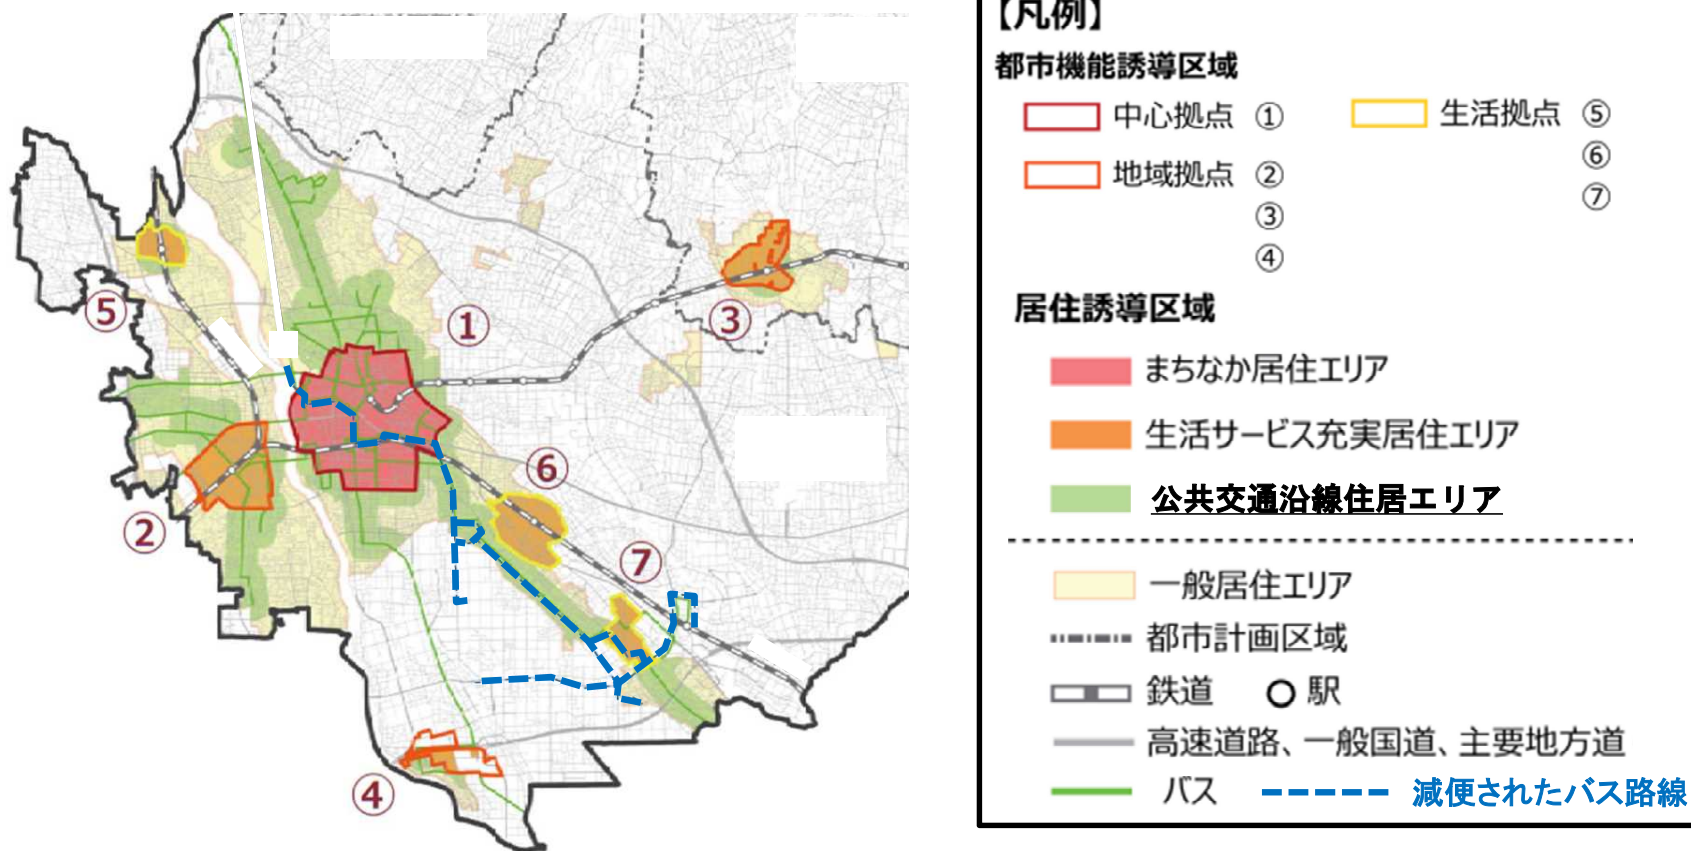 ⑤
①
③
②
⑥
⑦
④
【凡例】
都市機能誘導区域
中心拠点 ①
生活拠点 ⑤
⑥
⑦
地域拠点 ②
③
④
居住誘導区域
まちなか居住エリア
生活サービス充実居住エリア
公共交通沿線住居エリア
一般居住エリア
都市計画区域
鉄道 駅
高速道路、一般国道、主要地方道
バス 減便されたバス路線